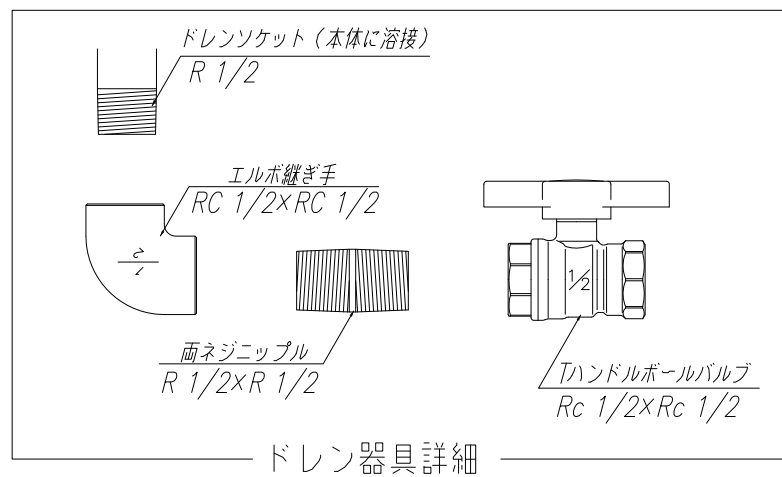 ドレンソケット（本体に溶接）
R 1/2
エルボ継ぎ手
RC 1/2×RC 1/2
1/2
1/2
両ネジニップル
R 1/2×R 1/2
Tハンドルボールバルブ
Rc 1/2×Rc 1/2
ドレン器具詳細